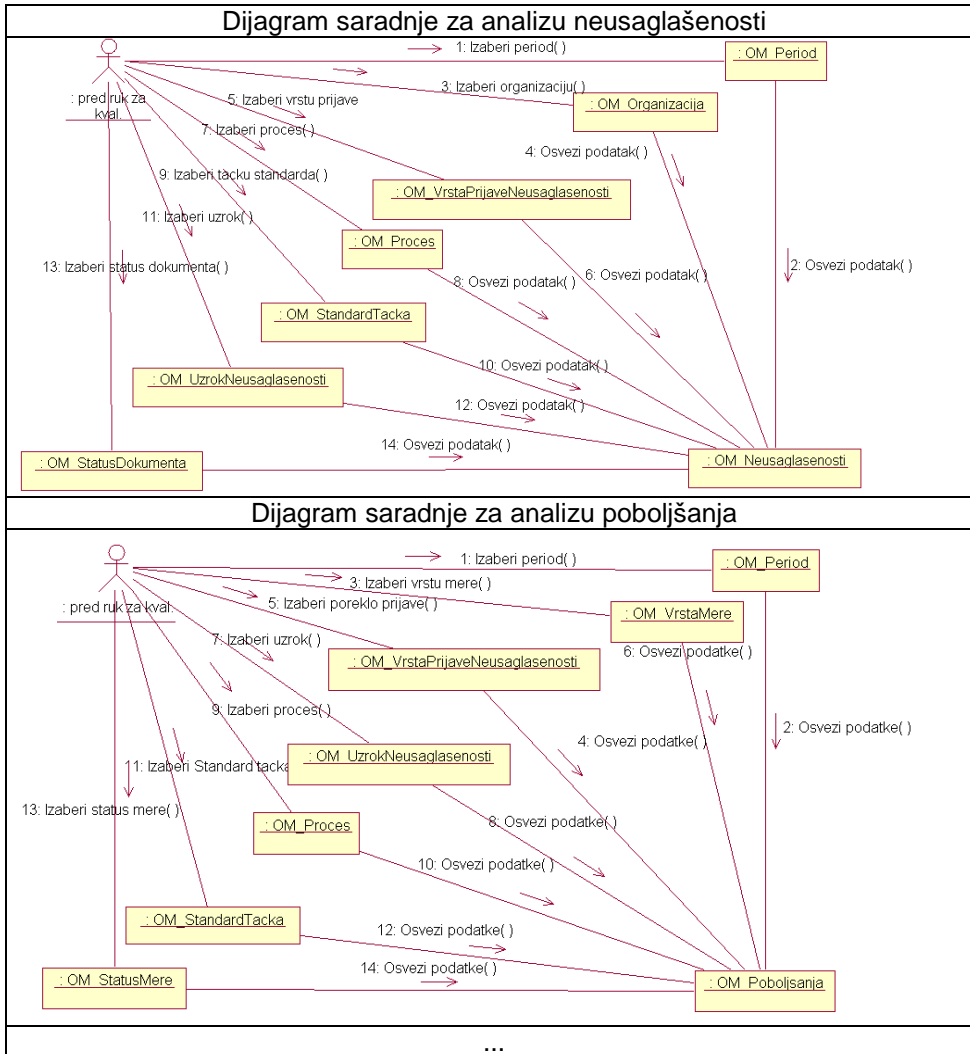 Dijagram saradnje za analizu neusaglašenosti
1: Izaberi period( )
: OM_Period
: pred ruk za
kval.
3: Izaberi organizaciju( )
: OM_Organizacija
5: Izaberi vrstu prijave
7: Izaberi proces( )
4: Osvezi podatak( )
9: Izaberi tacku standarda( )
: OM_VrstaPrijaveNeusaglasenosti
11: Izaberi uzrok( )
: OM_Proces
13: Izaberi status dokumenta( )
8: Osvezi podatak( )
6: Osvezi podatak( )
2: Osvezi podatak( )
: OM_StandardTacka
10: Osvezi podatak( )
: OM_UzrokNeusaglasenosti
12: Osvezi podatak( )
14: Osvezi podatak( )
: OM_StatusDokumenta
: OM_Neusaglasenosti
Dijagram saradnje za analizu poboljšanja
1: Izaberi period( )
: OM_Period
3: Izaberi vrstu mere( )
: pred ruk za kval.
5: Izaberi poreklo prijave( )
: OM_VrstaMere
7: Izaberi uzrok( )
6: Osvezi podatke( )
: OM_VrstaPrijaveNeusaglasenosti
9: Izaberi proces( )
2: Osvezi podatke( )
4: Osvezi podatke( )
: OM_UzrokNeusaglasenosti
11: Izaberi Standard tacka
13: Izaberi status mere( )
: OM_Proces
8: Osvezi podatke( )
10: Osvezi podatke( )
: OM_StandardTacka
12: Osvezi podatke( )
14: Osvezi podatke( )
: OM_StatusMere
: OM_Poboljsanja
...